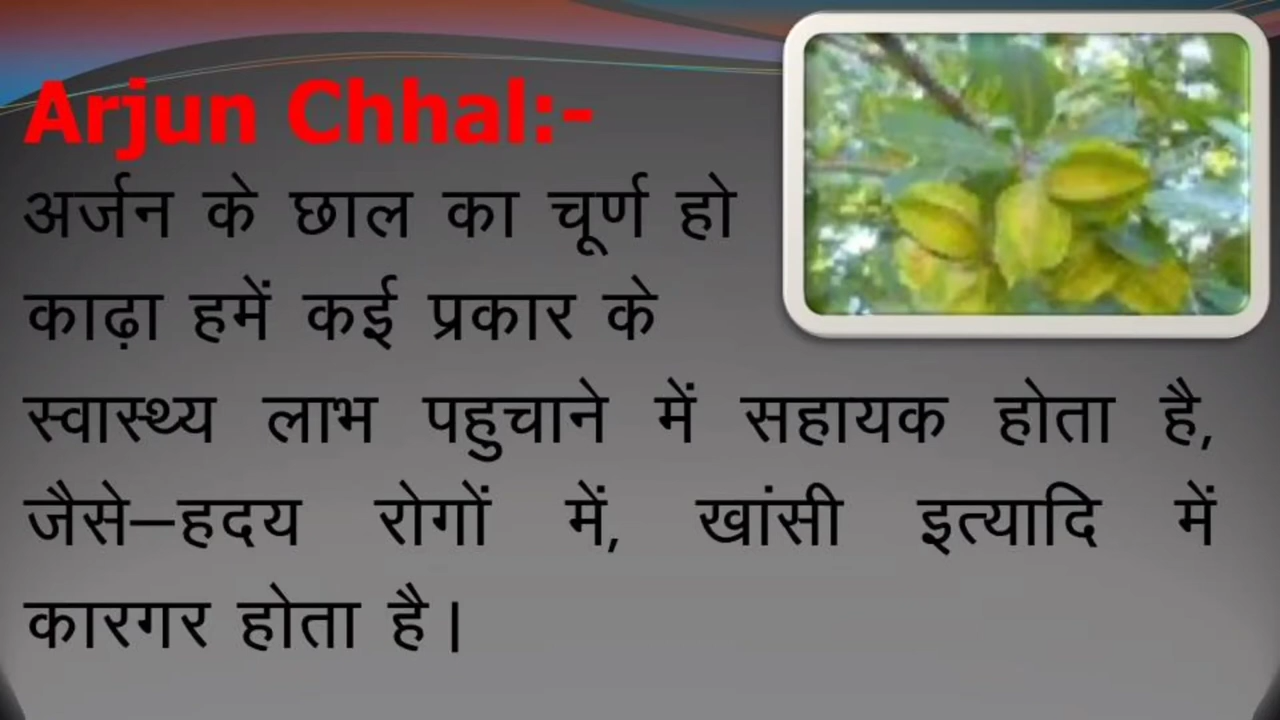 Arjun Chhal:-
अर्जन के छाल का चूर्ण हो
काढ़ा हमें कई प्रकार के
स्वास्थ्य लाभ पहुचाने में सहायक होता है,
जैसे–हदय रोगों में, खांसी इत्यादि में
कारगर होता है।